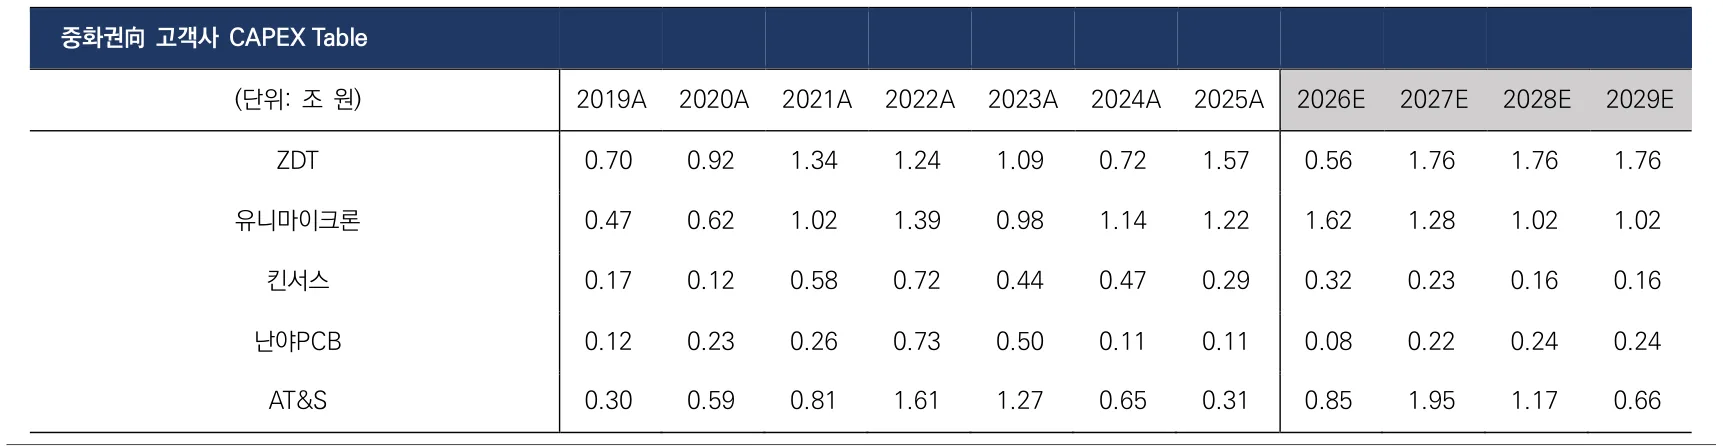 중화권向 고객사 CAPEX Table
(단위: 조 원) 2019A 2020A 2021A 2022A 2023A 2024A 2025A 2026E 2027E 2028E 2029E
ZDT 0.70 0.92 1.34 1.24 1.09 0.72 1.57 0.56 1.76 1.76 1.76
유니마이크론 0.47 0.62 1.02 1.39 0.98 1.14 1.22 1.62 1.28 1.02 1.02
킨서스 0.17 0.12 0.58 0.72 0.44 0.47 0.29 0.32 0.23 0.16 0.16
난야PCB 0.12 0.23 0.26 0.73 0.50 0.11 0.11 0.08 0.22 0.24 0.24
AT&S 0.30 0.59 0.81 1.61 1.27 0.65 0.31 0.85 1.95 1.17 0.66